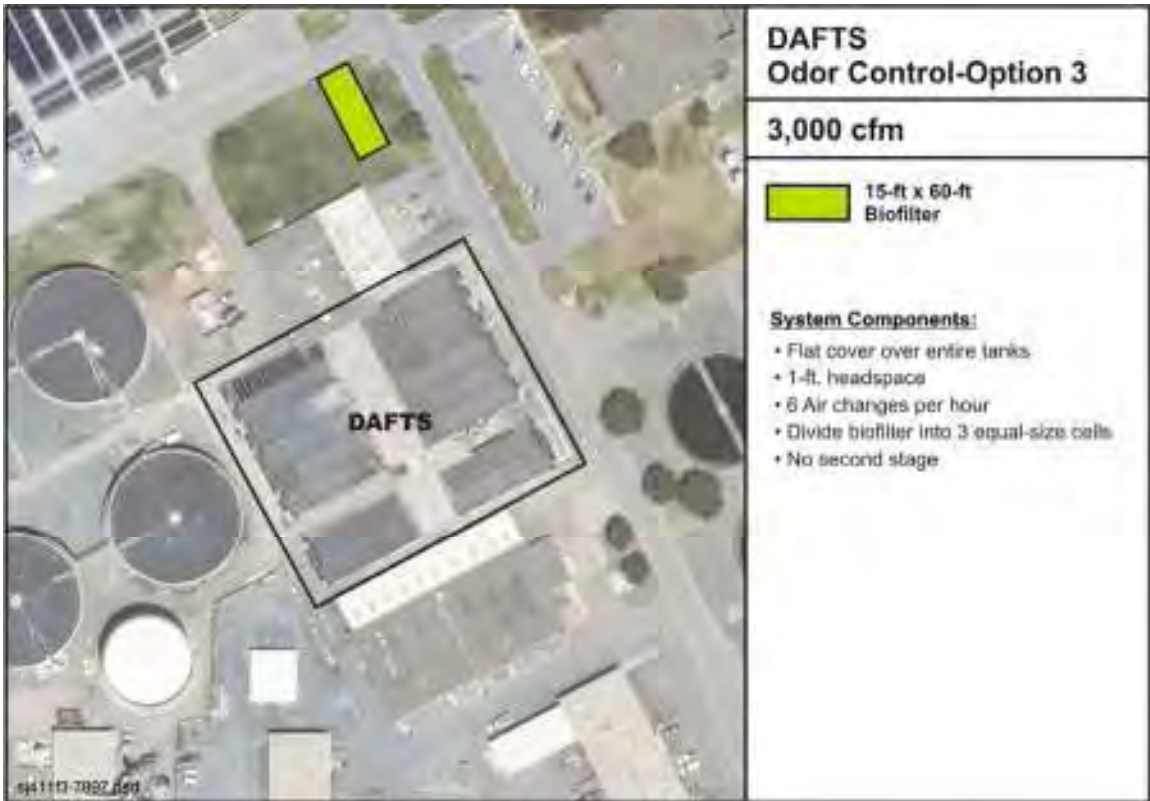 DAFTS
Odor Control-Option 3
3,000 cfm
15-ft x 60-ft
Biofilter
System Components:
• Flat cover over entire tanks
• 1-ft. headspace
• 6 Air changes per hour
• Divide biofilter into 3 equal-size cells
• No second stage
DAFTS